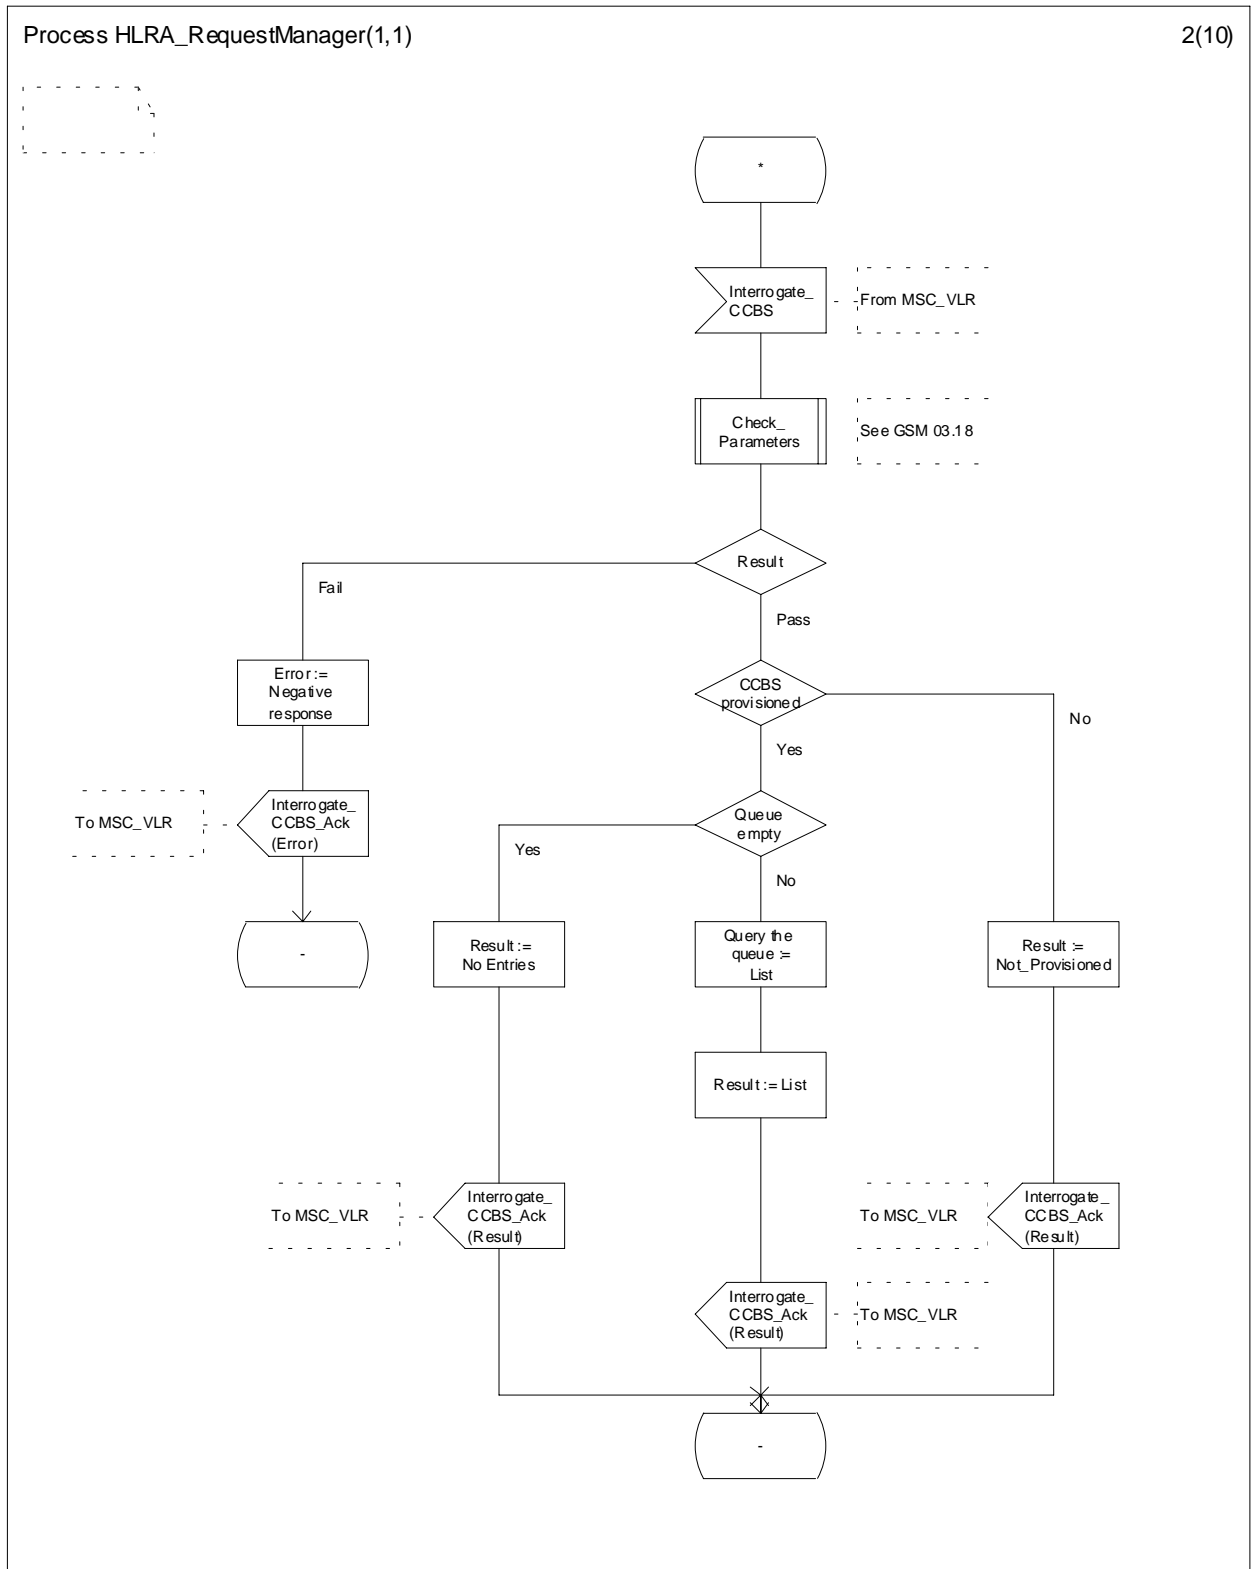 Process HLRA_RequestManager(1,1)
2(10)
*
Interrogate_
CCBS
From MSC_VLR
Check_
Parameters
See GSM 03.18
Result
Fail
Pass
Error :=
Negative
response
CCBS
provisioned
No
Yes
To MSC_VLR
Interrogate_
CCBS_Ack
(Error)
Queue
empty
Yes
No
-
Result :=
No Entries
Query the
queue :=
List
Result :=
Not_Provisioned
Result := List
To MSC_VLR
Interrogate_
CCBS_Ack
(Result)
To MSC_VLR
Interrogate_
CCBS_Ack
(Result)
Interrogate_
CCBS_Ack
(Result)
To MSC_VLR
-